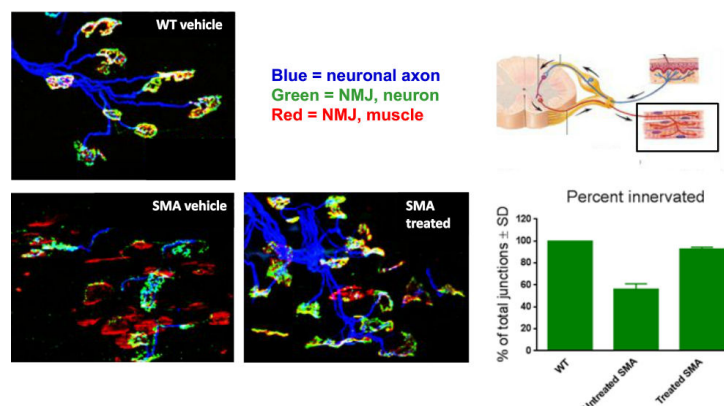 WT vehicle
Blue = neuronal axon
Green = NMJ, neuron
Red = NMJ, muscle
SMA vehicle
SMA
treated
Percent innervated
% of total junctions ± SD
120
100
80
60
40
20
0
WT
Untreated SMA
Treated SMA